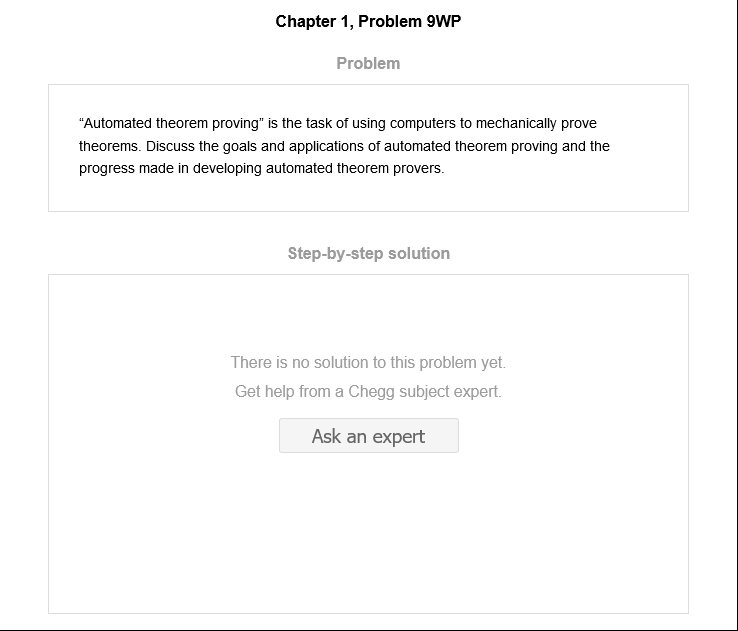 Chapter 1, Problem 9WP
Problem
“Automated theorem proving” is the task of using computers to mechanically prove
theorems. Discuss the goals and applications of automated theorem proving and the
progress made in developing automated theorem provers.
Step-by-step solution
There is no solution to this problem yet.
Get help from a Chegg subject expert.
Ask an expert